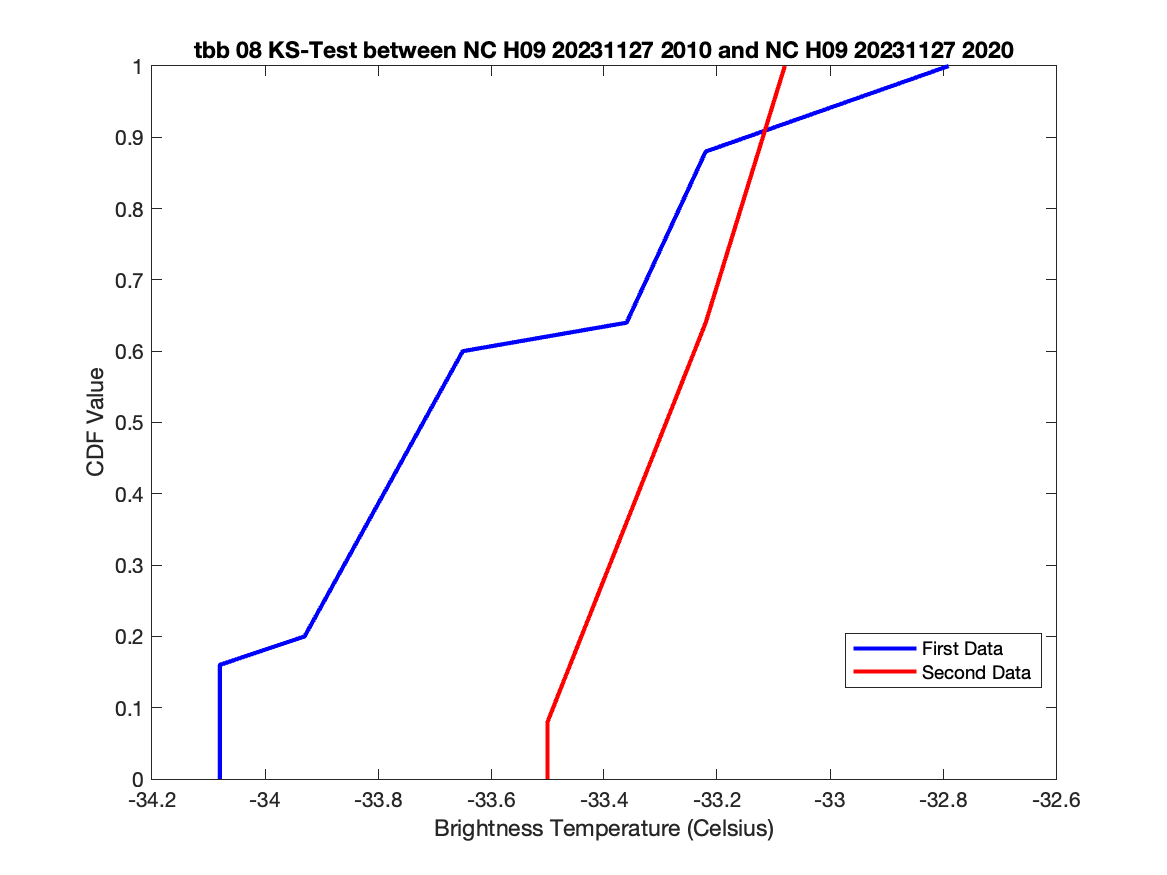 tbb 08 KS-Test between NC H09 20231127 2010 and NC H09 20231127 2020
1
0.9
0.8
0.7
0.6
0.5
0.4
0.3
0.2
0.1
0
CDF Value
First Data
Second Data
-34.2 -34 -33.8 -33.6 -33.4 -33.2 -33 -32.8 -32.6
Brightness Temperature (Celsius)